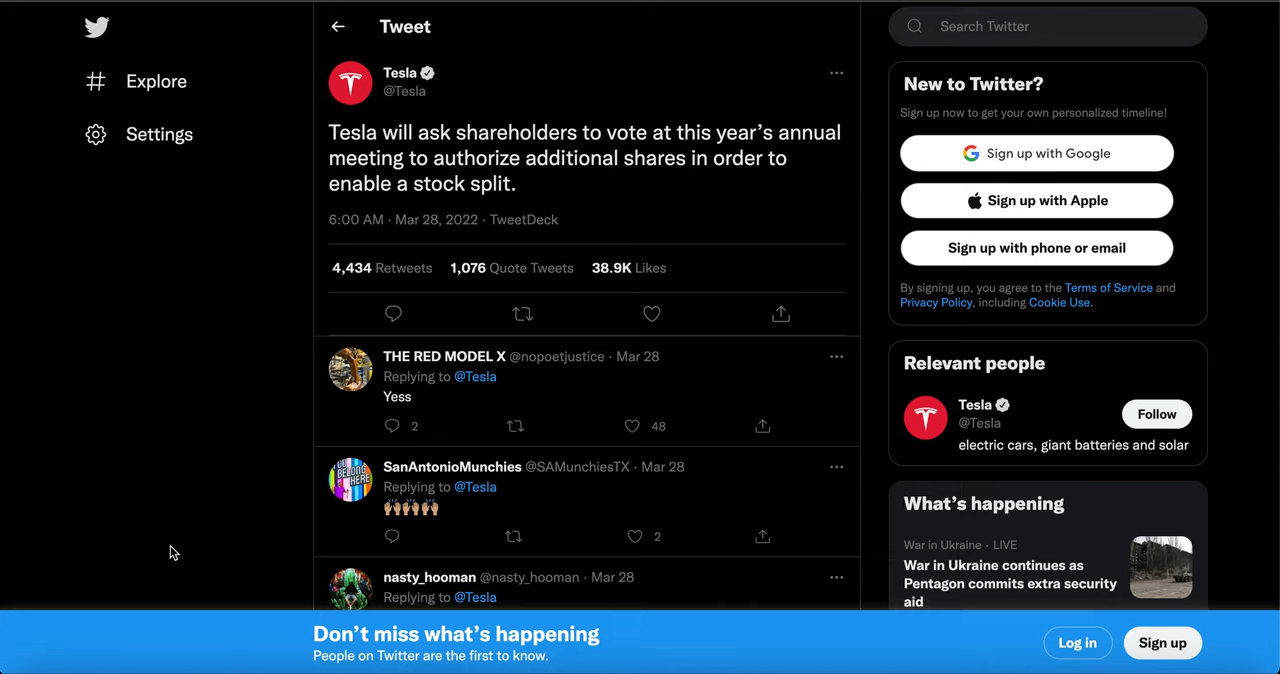 Explore
Settings
Tweet
Tesla
@Tesla
Tesla will ask shareholders to vote at this year’s annual
meeting to authorize additional shares in order to
enable a stock split.
6:00 AM · Mar 28, 2022 · TweetDeck
4,434 Retweets 1,076 Quote Tweets 38.9K Likes
THE RED MODEL X @nopoetjustice · Mar 28
Replying to @Tesla
Yess
2 48
SanAntonioMunchies @SAMunchiesTX · Mar 28
Replying to @Tesla
🙌🏼🙌🏼🙌🏼
2
nasty_hooman @nasty_hooman · Mar 28
Replying to @Tesla
Search Twitter
New to Twitter?
Sign up now to get your own personalized timeline!
Sign up with Google
Sign up with Apple
Sign up with phone or email
By signing up, you agree to the Terms of Service and
Privacy Policy, including Cookie Use.
Relevant people
Tesla
@Tesla
Follow
electric cars, giant batteries and solar
What’s happening
War in Ukraine · LIVE
War in Ukraine continues as
Pentagon commits extra security
aid
Don’t miss what’s happening
People on Twitter are the first to know.
Log in
Sign up